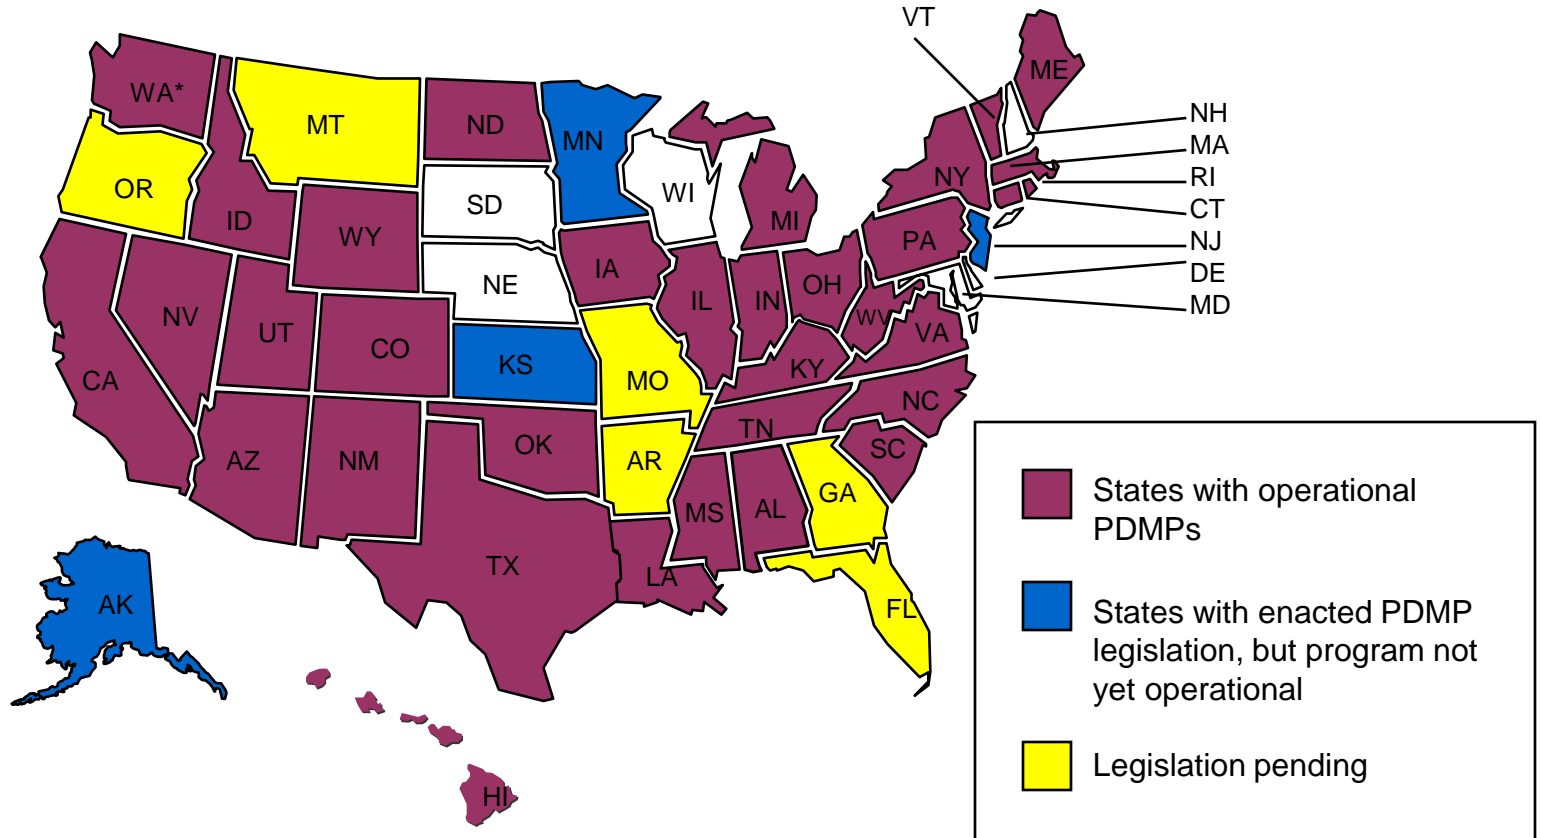 VT
ME
WA*
NH
MT
ND
MN
MA
OR
NY
RI
WI
SD
CT
ID
MI
WY
PA
NJ
IA
DE
NE
OH
IL
IN
MD
NV
WV
UT
VA
CO
KS
KY
CA
MO
NC
TN
OK
SC
AZ
NM
AR
GA
MS
AL
TX
LA
AK
FL
HI
States with operational
PDMPs
States with enacted PDMP
legislation, but program not
yet operational
Legislation pending